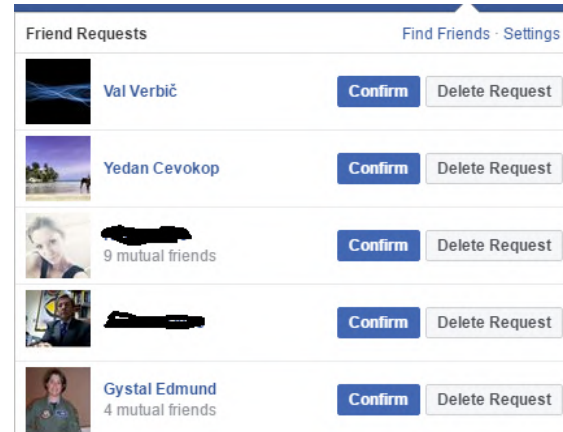 Friend Requests Find Friends · Settings
Val Verbič Confirm Delete Request
Yedan Cevokop Confirm Delete Request
9 mutual friends Confirm Delete Request
Confirm Delete Request
Gystal Edmund Confirm Delete Request
4 mutual friends